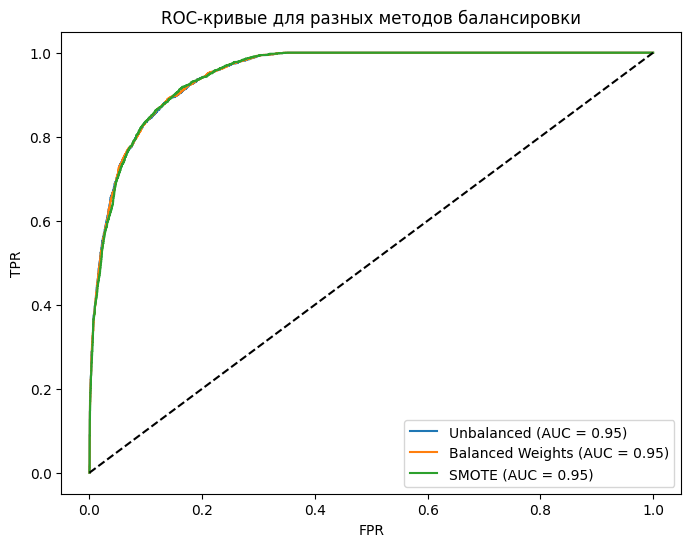 ROC-кривые для разных методов балансировки
1.0
0.8
0.6
0.4
0.2
0.0
TPR
0.0
0.2
0.4
0.6
0.8
1.0
FPR
Unbalanced (AUC = 0.95)
Balanced Weights (AUC = 0.95)
SMOTE (AUC = 0.95)